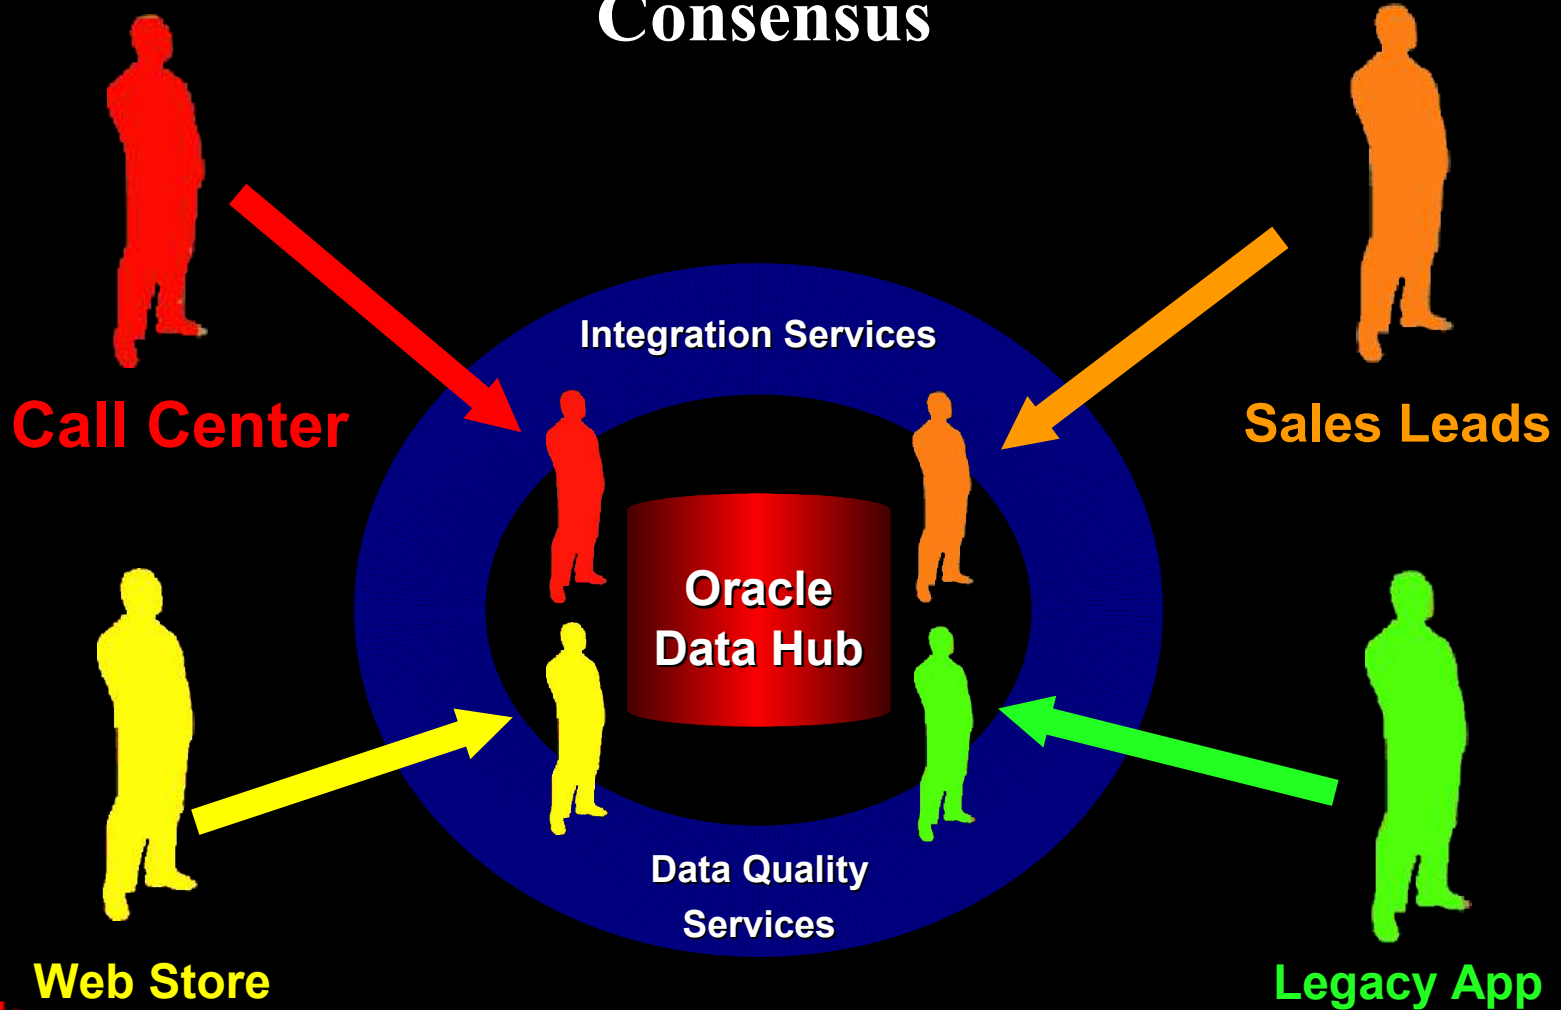 Consensus
Integration Services
Call Center
Sales Leads
Oracle
Data Hub
Data Quality
Services
Web Store
Legacy App